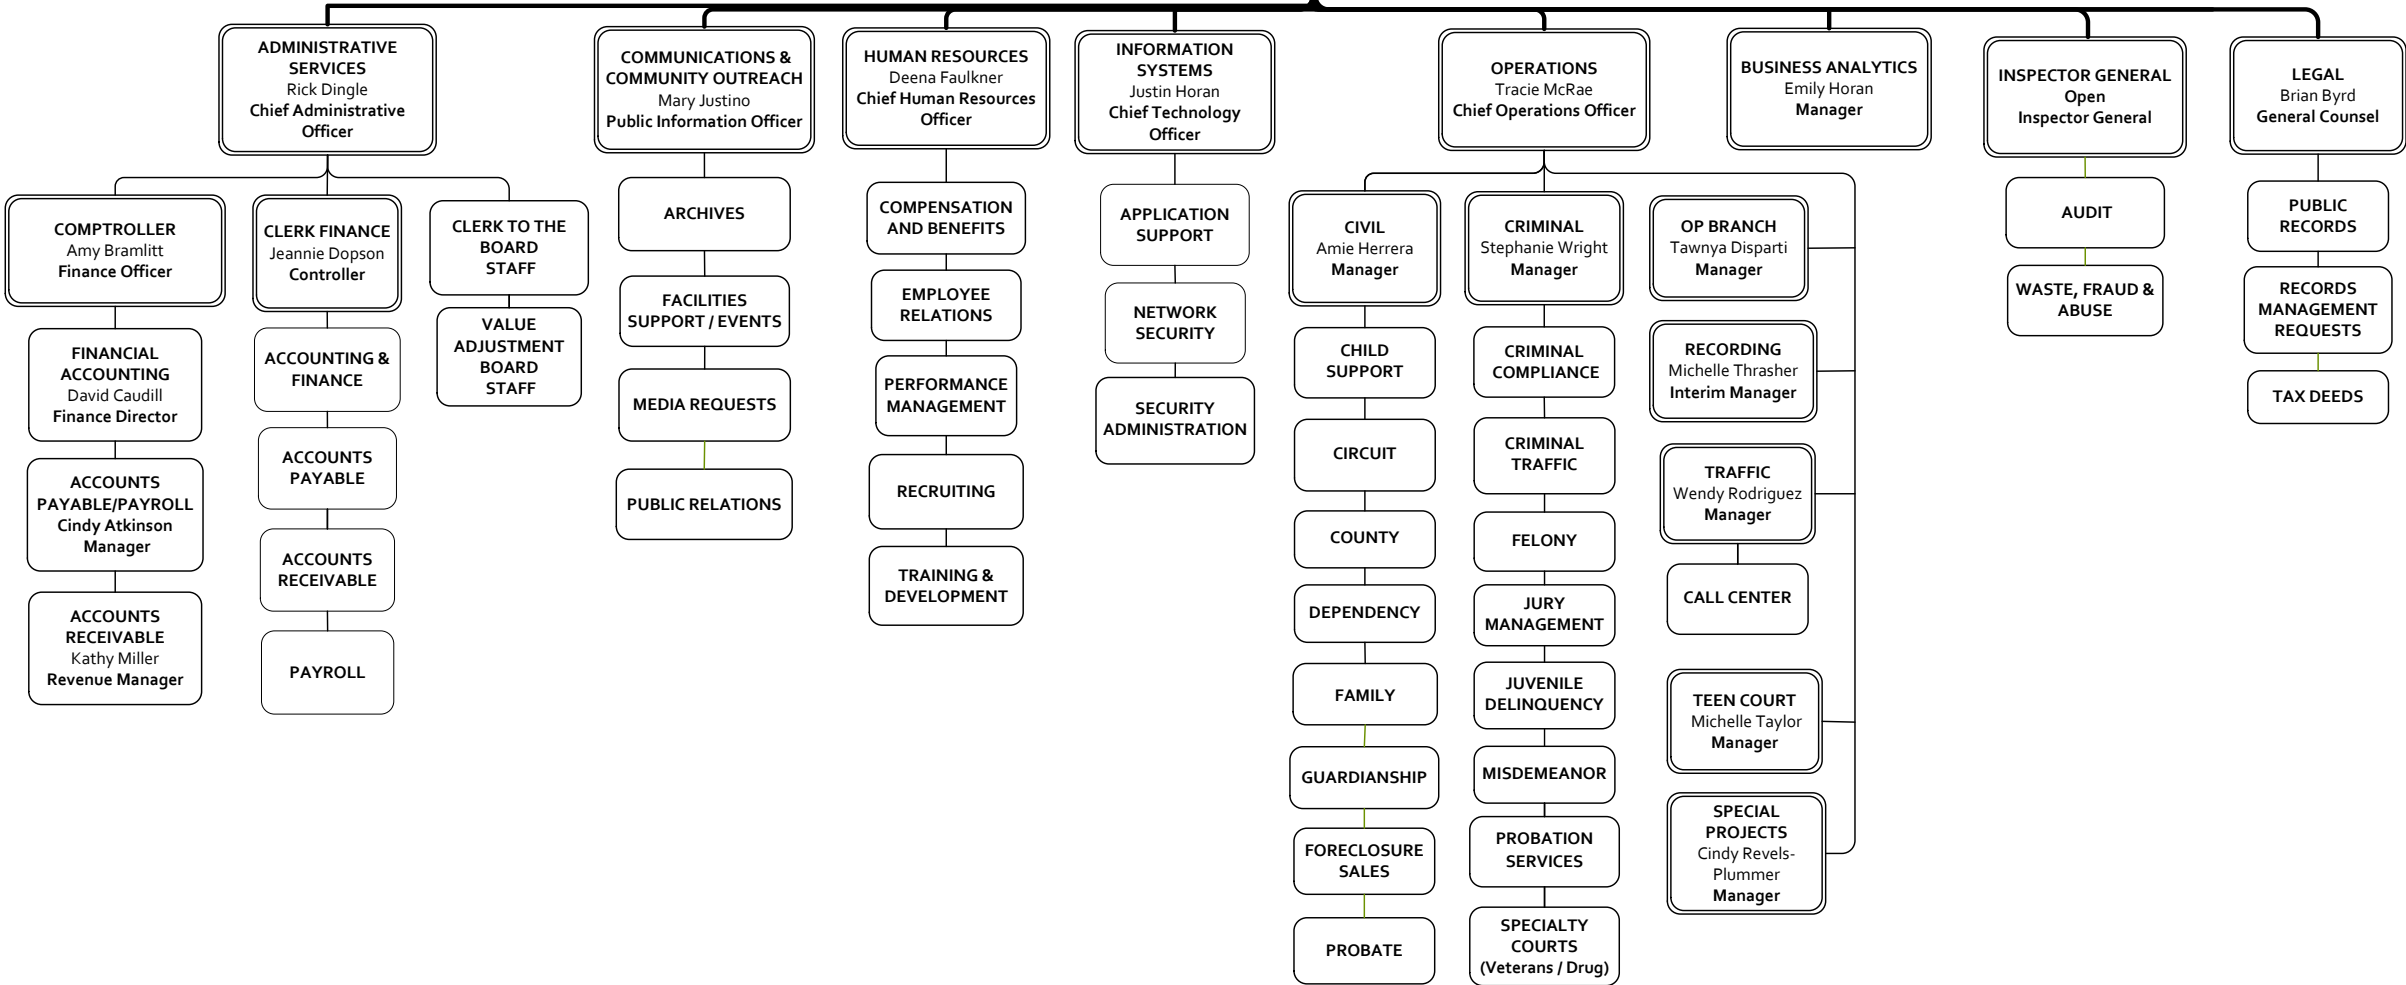 ADMINISTRATIVE
SERVICES
Rick Dingle
Chief Administrative
Officer
COMMUNICATIONS &
COMMUNITY OUTREACH
Mary Justino
Public Information Officer
HUMAN RESOURCES
Deena Faulkner
Chief Human Resources
Officer
INFORMATION
SYSTEMS
Justin Horan
Chief Technology
Officer
OPERATIONS
Tracie McRae
Chief Operations Officer
BUSINESS ANALYTICS
Emily Horan
Manager
INSPECTOR GENERAL
Open
Inspector General
LEGAL
Brian Byrd
General Counsel
COMPTROLLER
Amy Bramlitt
Finance Officer
FINANCIAL
ACCOUNTING
David Caudill
Finance Director
ACCOUNTS
PAYABLE/PAYROLL
Cindy Atkinson
Manager
ACCOUNTS
RECEIVABLE
Kathy Miller
Revenue Manager
CLERK FINANCE
Jeannie Dopson
Controller
ACCOUNTING &
FINANCE
ACCOUNTS
PAYABLE
ACCOUNTS
RECEIVABLE
PAYROLL
CLERK TO THE
BOARD
STAFF
VALUE
ADJUSTMENT
BOARD
STAFF
ARCHIVES
FACILITIES
SUPPORT / EVENTS
MEDIA REQUESTS
PUBLIC RELATIONS
COMPENSATION
AND BENEFITS
EMPLOYEE
RELATIONS
PERFORMANCE
MANAGEMENT
RECRUITING
TRAINING &
DEVELOPMENT
APPLICATION
SUPPORT
NETWORK
SECURITY
SECURITY
ADMINISTRATION
CIVIL
Amie Herrera
Manager
CHILD
SUPPORT
CIRCUIT
COUNTY
DEPENDENCY
FAMILY
GUARDIANSHIP
FORECLOSURE
SALES
PROBATE
CRIMINAL
Stephanie Wright
Manager
CRIMINAL
COMPLIANCE
CRIMINAL
TRAFFIC
FELONY
JURY
MANAGEMENT
JUVENILE
DELINQUENCY
MISDEMEANOR
PROBATION
SERVICES
SPECIALTY
COURTS
(Veterans / Drug)
OP BRANCH
Tawnya Disparti
Manager
RECORDING
Michelle Thrasher
Interim Manager
TRAFFIC
Wendy Rodriguez
Manager
CALL CENTER
TEEN COURT
Michelle Taylor
Manager
SPECIAL
PROJECTS
Cindy Revels-
Plummer
Manager
AUDIT
WASTE, FRAUD &
ABUSE
PUBLIC
RECORDS
RECORDS
MANAGEMENT
REQUESTS
TAX DEEDS